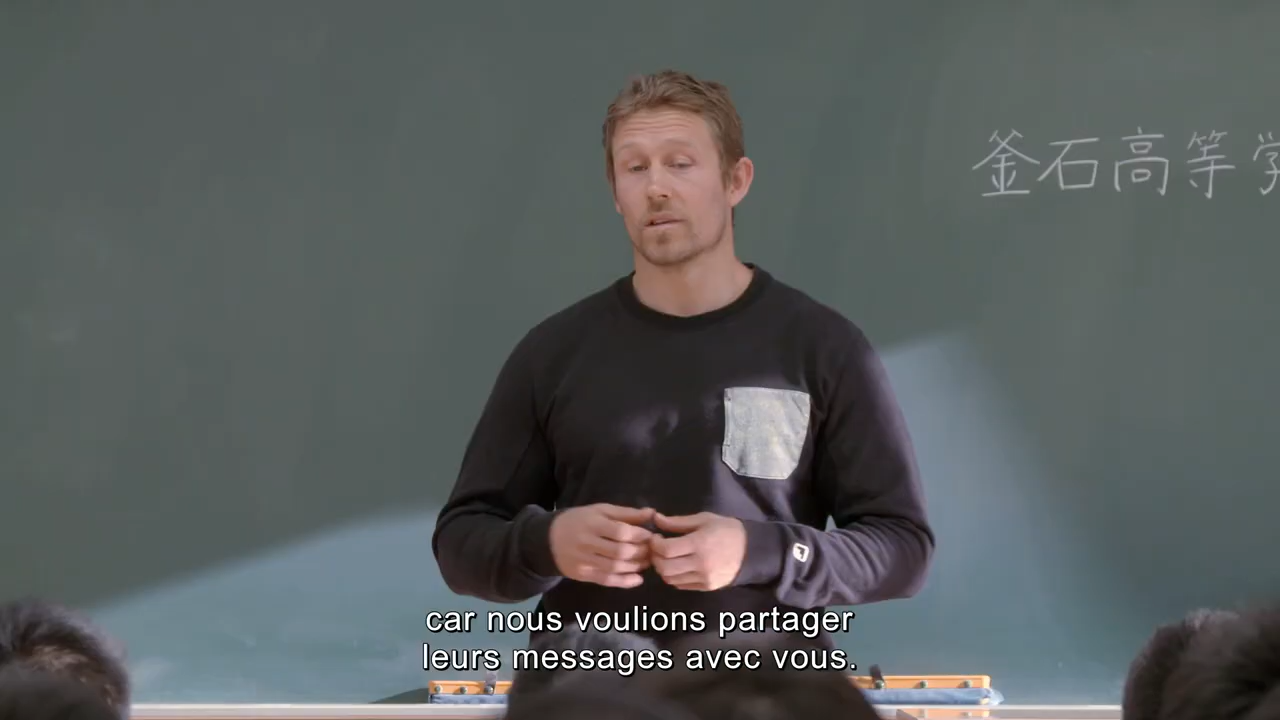 釜石高等学
car nous voulions partager
leurs messages avec vous.